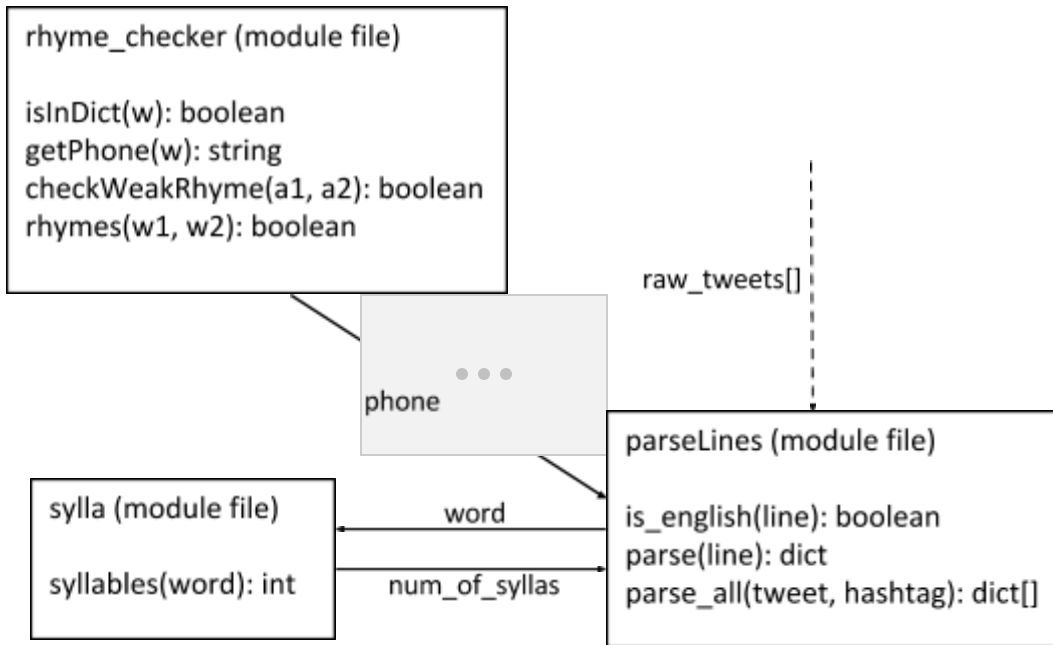 rhyme_checker (module file)
isInDict(w): boolean
getPhone(w): string
checkWeakRhyme(a1, a2): boolean
rhymes(w1, w2): boolean
raw_tweets[]
phone
parseLines (module file)
is_english(line): boolean
parse(line): dict
parse_all(tweet, hashtag): dict[]
word
num_of_syllas
sylla (module file)
syllables(word): int